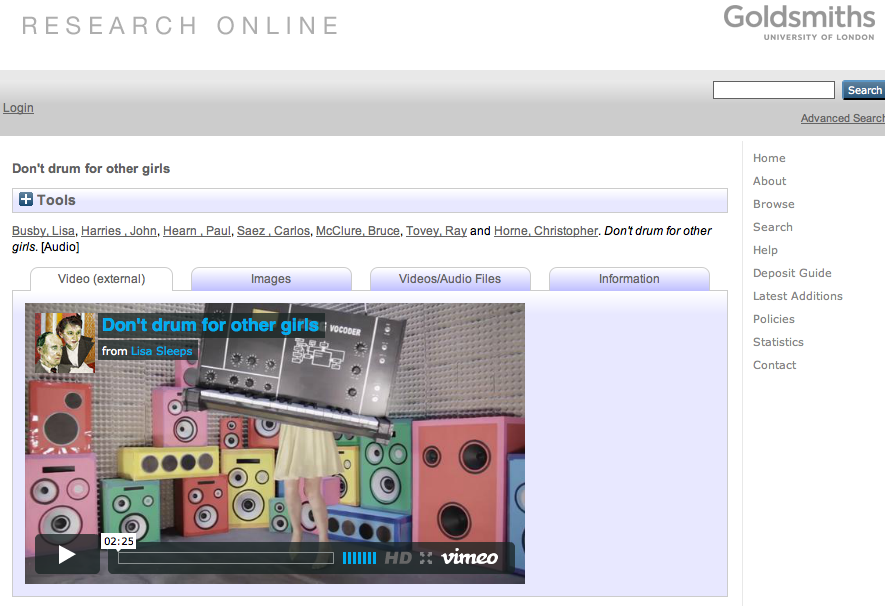 RESEARCH ONLINE
Goldsmiths
UNIVERSITY OF LONDON
Search
Login
Advanced Search
Don't drum for other girls
Tools
Busby, Lisa, Harries , John, Hearn , Paul, Saez , Carlos, McClure, Bruce, Tovey, Ray and Horne, Christopher. Don't drum for other
girls. [Audio]
Video (external)
Images
Videos/Audio Files
Information
Don't drum for other girls
from Lisa Sleeps
VOCODER
02:25
HD
vimeo
Home
About
Browse
Search
Help
Deposit Guide
Latest Additions
Policies
Statistics
Contact